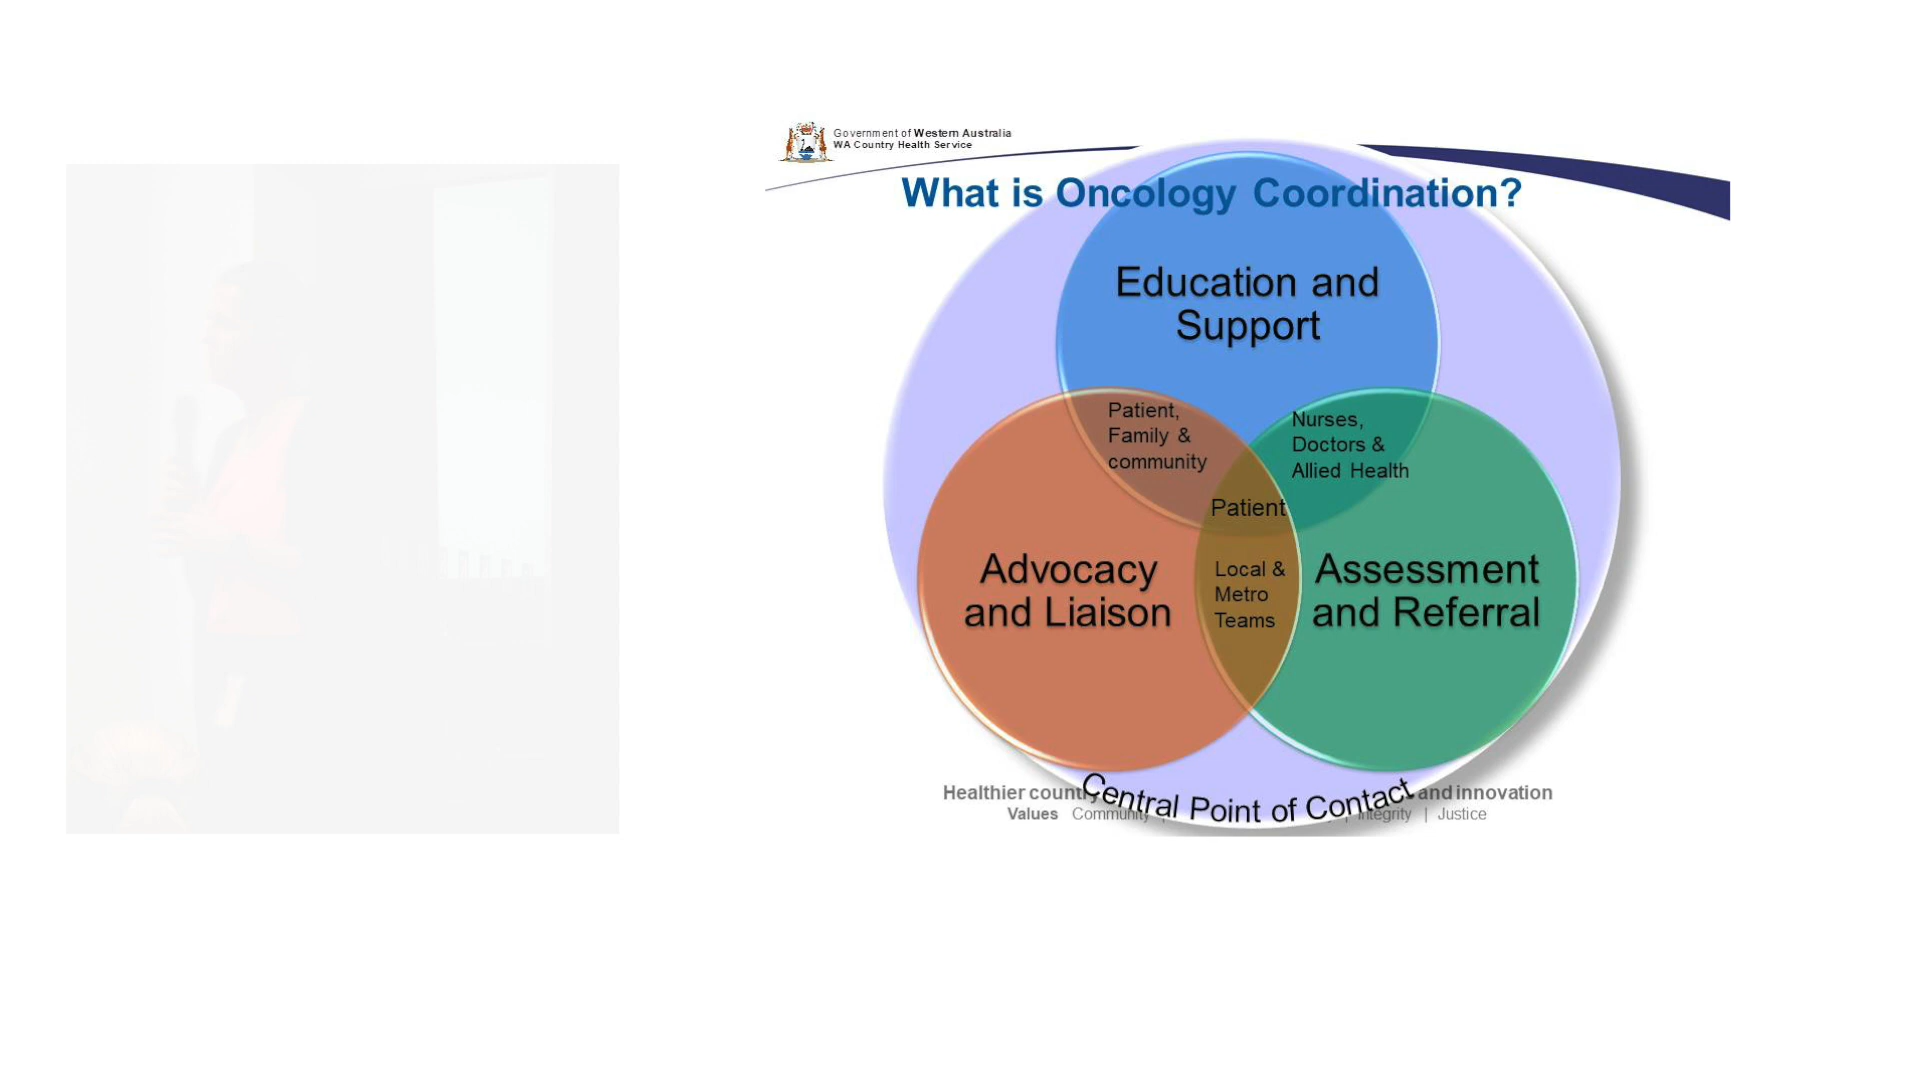 Government of Western Australia
WA Country Health Service
What is Oncology Coordination?
Education and
Support
Patient,
Family &
community
Nurses,
Doctors &
Allied Health
Patient
Advocacy
and Liaison
Local &
Metro
Teams
Assessment
and Referral
Central Point of Contact
Healthier and innovation
Values Community | Integrity | Justice